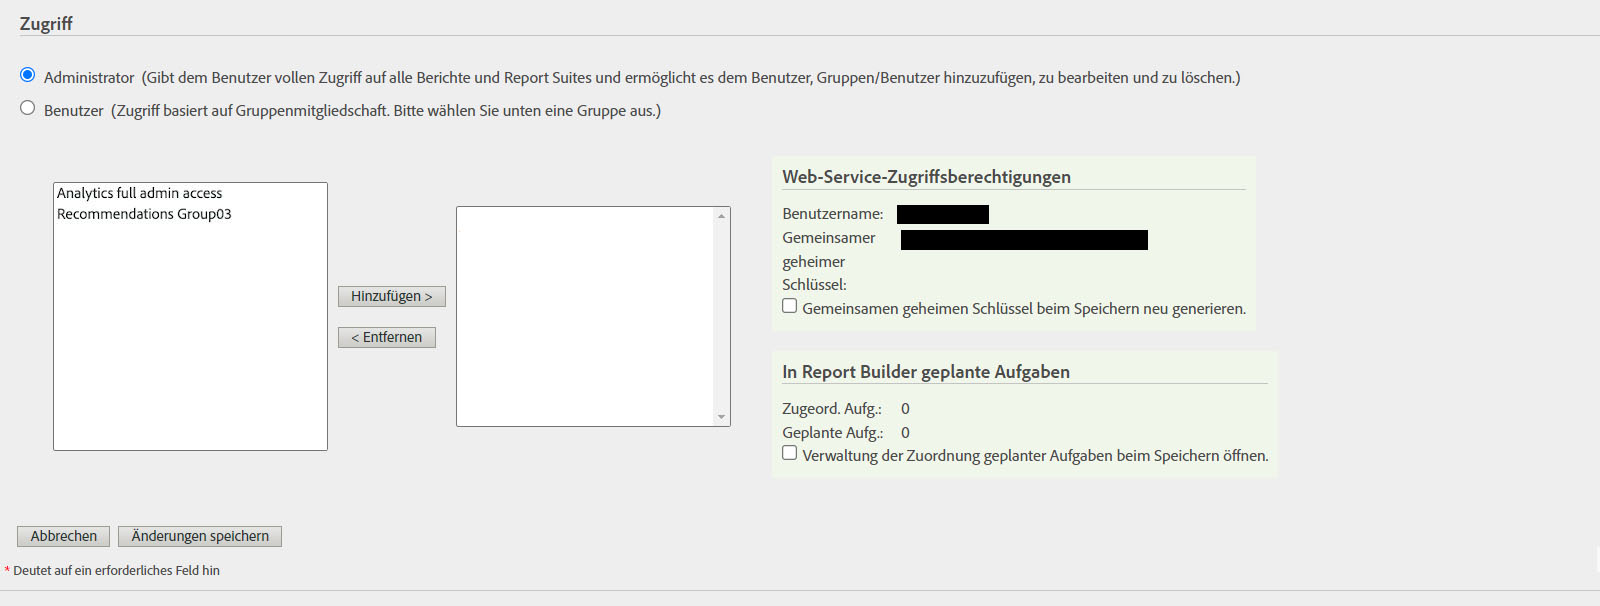 Zugriff
Administrator (Gibt dem Benutzer vollen Zugriff auf alle Berichte und Report Suites und ermöglicht es dem Benutzer, Gruppen/Benutzer hinzuzufügen, zu bearbeiten und zu löschen.)
Benutzer (Zugriff basiert auf Gruppenmitgliedschaft. Bitte wählen Sie unten eine Gruppe aus.)
Analytics full admin access
Recommendations Group03
Hinzufügen >
< Entfernen
Web-Service-Zugriffsberechtigungen
Benutzername:
Gemeinsamer
geheimer
Schlüssel:
Gemeinsamen geheimen Schlüssel beim Speichern neu generieren.
In Report Builder geplante Aufgaben
Zugeord. Aufg.: 0
Geplante Aufg.: 0
Verwaltung der Zuordnung geplanter Aufgaben beim Speichern öffnen.
Abbrechen
Änderungen speichern
* Deutet auf ein erforderliches Feld hin